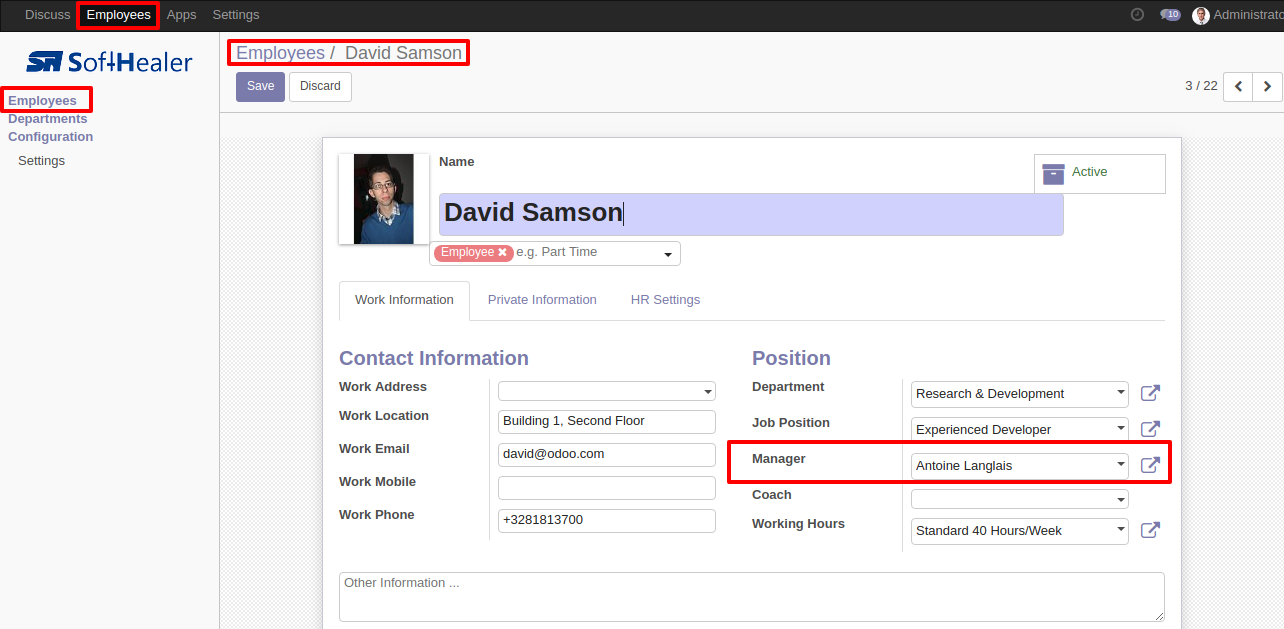 Discuss Employees Apps Settings 10 Administrato
SoftHealer
Employees
Departments
Configuration
Settings
Employees / David Samson
Save Discard 3 / 22
Name
Active
David Samson
Employee ✖ e.g. Part Time
Work Information Private Information HR Settings
Contact Information
Work Address
Work Location Building 1, Second Floor
Work Email david@odoo.com
Work Mobile
Work Phone +3281813700
Position
Department Research & Development
Job Position Experienced Developer
Manager Antoine Langlais
Coach
Working Hours Standard 40 Hours/Week
Other Information ...